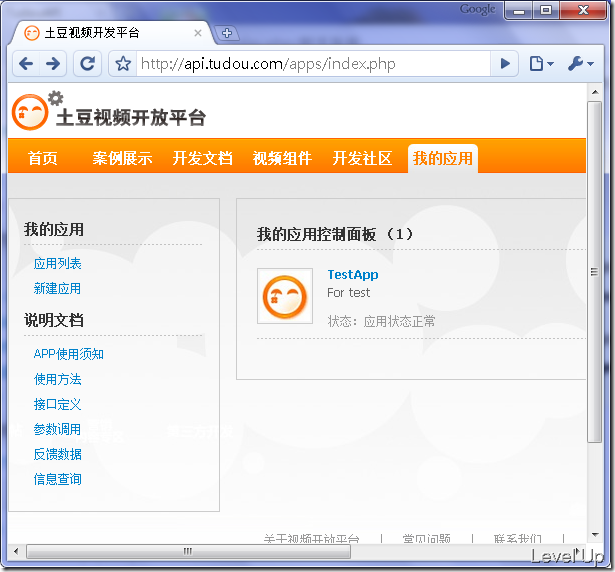 Google
土豆视频开发平台
http://api.tudou.com/apps/index.php
土豆视频开放平台
首页 案例展示 开发文档 视频组件 开发社区 我的应用
我的应用
应用列表
新建应用
说明文档
APP使用须知
使用方法
接口定义
参数调用
反馈数据
信息查询
我的应用控制面板 （1）
TestApp
For test
状态：应用状态正常
关于视频开放平台 | 常见问题 | 联系我们 |
Level Up